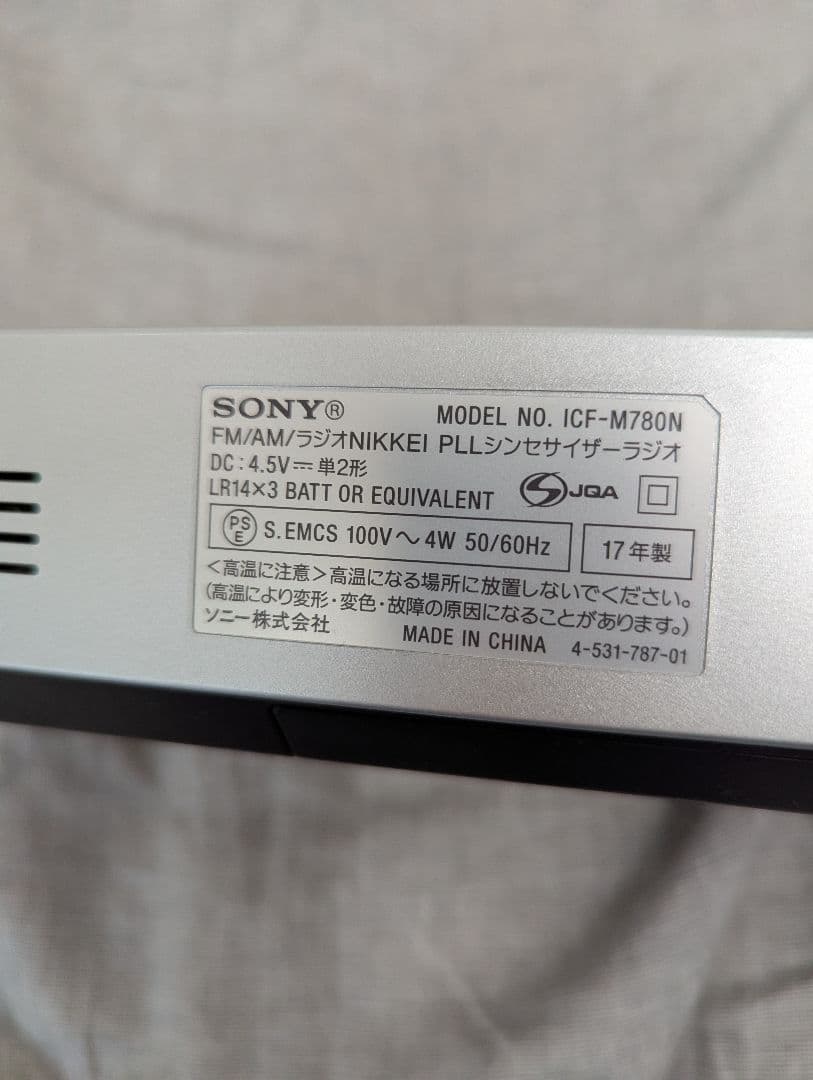 SONY® MODEL NO. ICF-M780N
FM/AM/ラジオNIKKEI PLLシンセサイザーラジオ
DC:4.5V⎓単2形
LR14×3 BATT OR EQUIVALENT JQA
PSE S.EMCS 100V～4W 50/60Hz 17年製
<高温に注意>高温になる場所に放置しないでください。
(高温により変形・変色・故障の原因になることがあります。)
ソニー株式会社 MADE IN CHINA 4-531-787-01